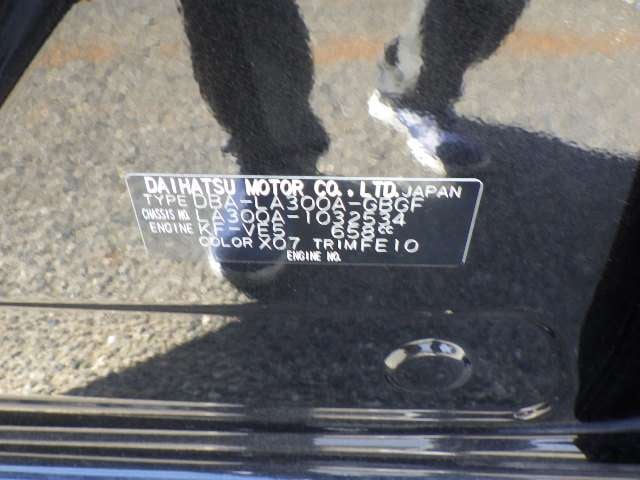 DAIHATSU MOTOR CO.,LTD. JAPAN
TYPE DBA-LA300A-GBGF
CHASSIS NO. LA300A-1032534
ENGINE KF-VE5 658cc
COLOR X07 TRIM FE10
ENGINE NO.